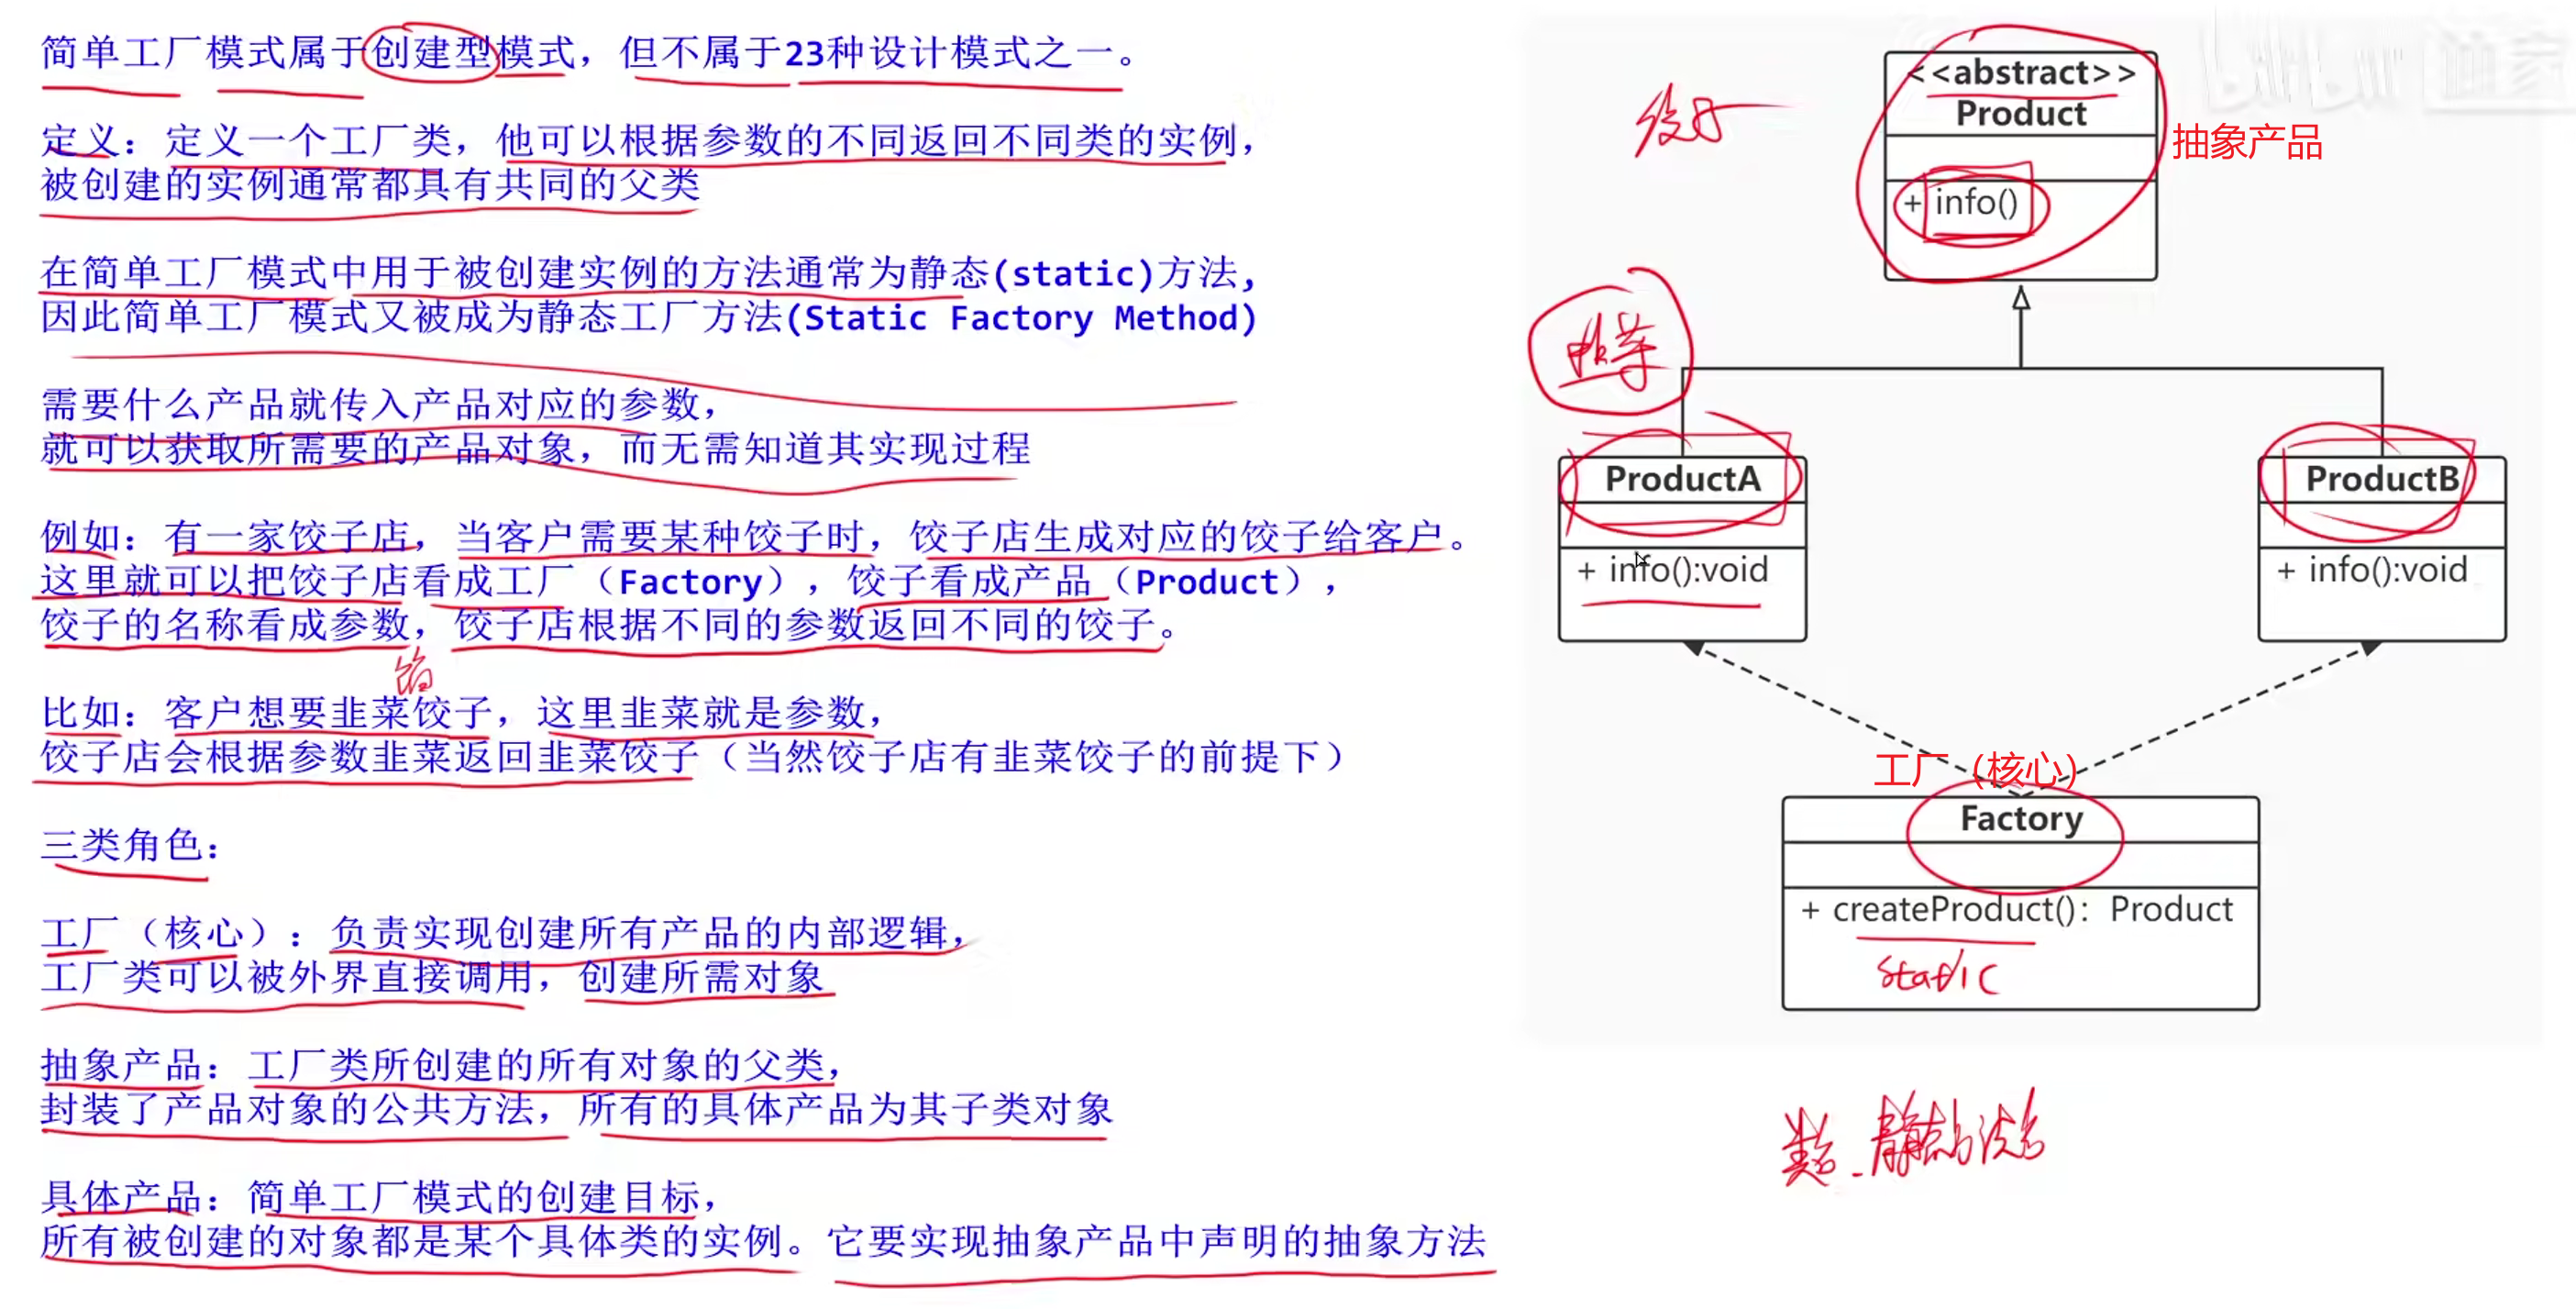 简单工厂模式属于创建型模式，但不属于23种设计模式之一。
定义：定义一个工厂类，他可以根据参数的不同返回不同类的实例，
被创建的实例通常都具有共同的父类
在简单工厂模式中用于被创建实例的方法通常为静态(static)方法，
因此简单工厂模式又被成为静态工厂方法(Static Factory Method)
需要什么产品就传入产品对应的参数，
就可以获取所需要的产品对象，而无需知道其实现过程
例如：有一家饺子店，当客户需要某种饺子时，饺子店生成对应的饺子给客户。
这里就可以把饺子店看成工厂（Factory），饺子看成产品（Product），
饺子的名称看成参数，饺子店根据不同的参数返回不同的饺子。
馅
比如：客户想要韭菜饺子，这里韭菜就是参数，
饺子店会根据参数韭菜返回韭菜饺子（当然饺子店有韭菜饺子的前提下）
三类角色：
工厂（核心）：负责实现创建所有产品的内部逻辑，
工厂类可以被外界直接调用，创建所需对象
抽象产品：工厂类所创建的所有对象的父类，
封装了产品对象的公共方法，所有的具体产品为其子类对象
具体产品：简单工厂模式的创建目标，
所有被创建的对象都是某个具体类的实例。它要实现抽象产品中声明的抽象方法
饺子
<<abstract>>
Product
抽象产品
+ info()
韭菜
ProductA
+ info():void
ProductB
+ info():void
工厂（核心）
Factory
+ createProduct()：Product
static
类名.静态方法名
bilibili